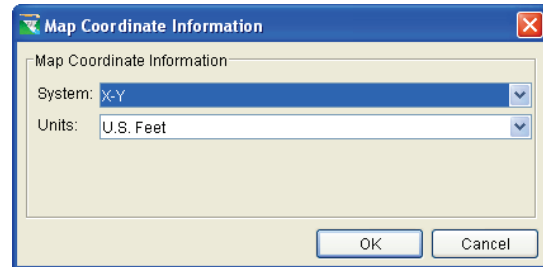 Map Coordinate Information
Map Coordinate Information
System: X-Y
Units: U.S. Feet
OK Cancel